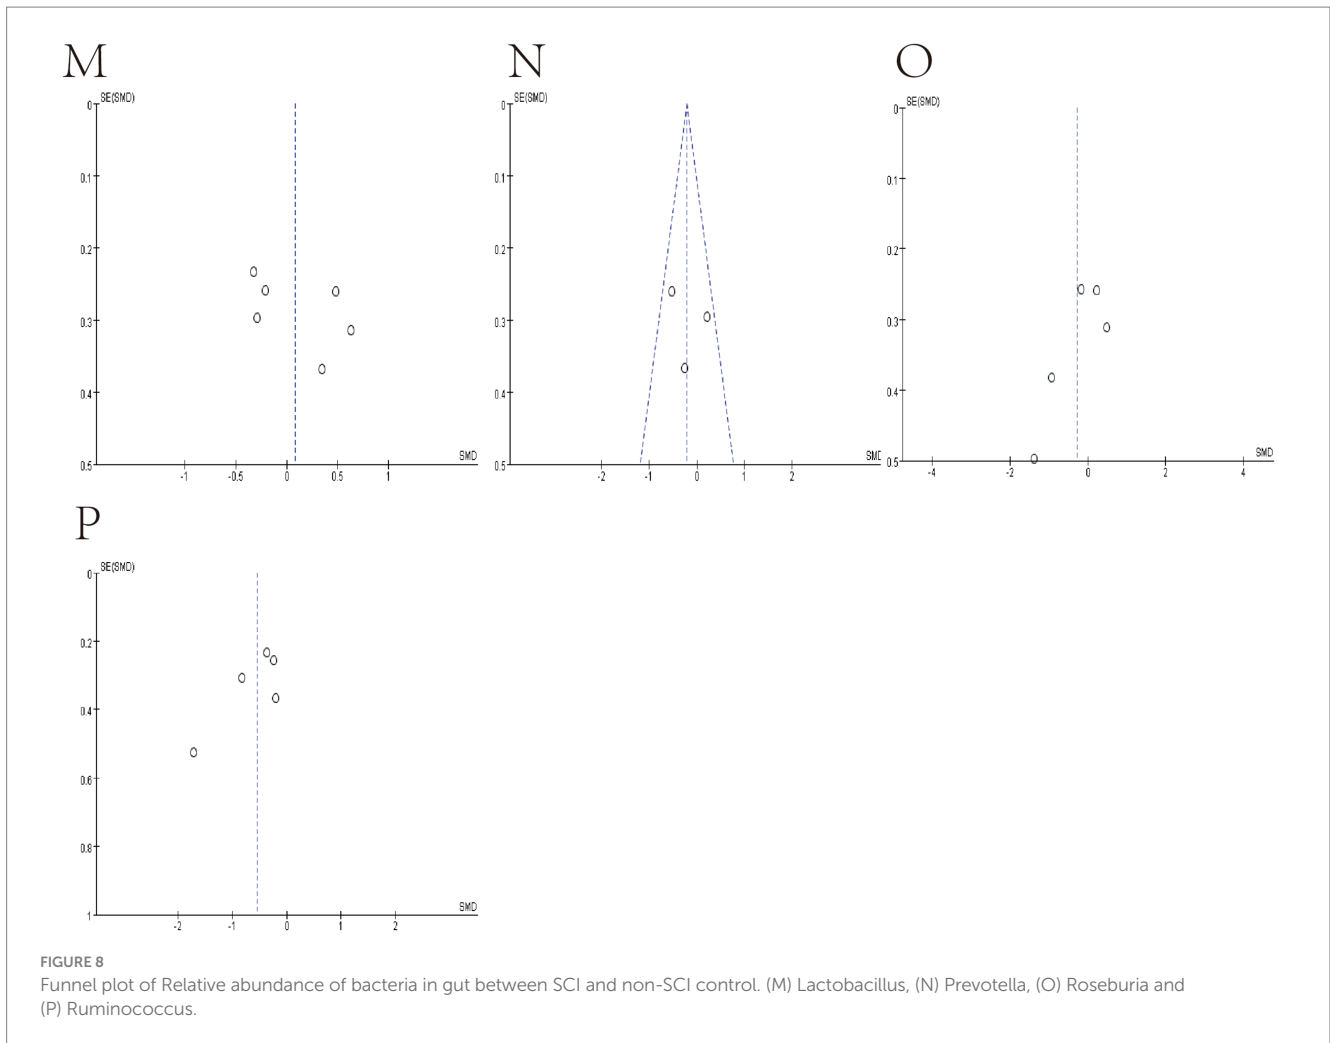 M
N
O
0
SE(SMD)
0.1
0.2
0.3
0.4
0.5
-1
-0.5
0
0.5
1
SMD
0
SE(SMD)
0.1
0.2
0.3
0.4
0.5
-2
-1
0
1
2
SMD
0
SE(SMD)
0.1
0.2
0.3
0.4
0.5
-4
-2
0
2
4
SMD
P
0
SE(SMD)
0.2
0.4
0.6
0.8
1
-2
-1
0
1
2
SMD
FIGURE 8
Funnel plot of Relative abundance of bacteria in gut between SCI and non-SCI control. (M) Lactobacillus, (N) Prevotella, (O) Roseburia and
(P) Ruminococcus.